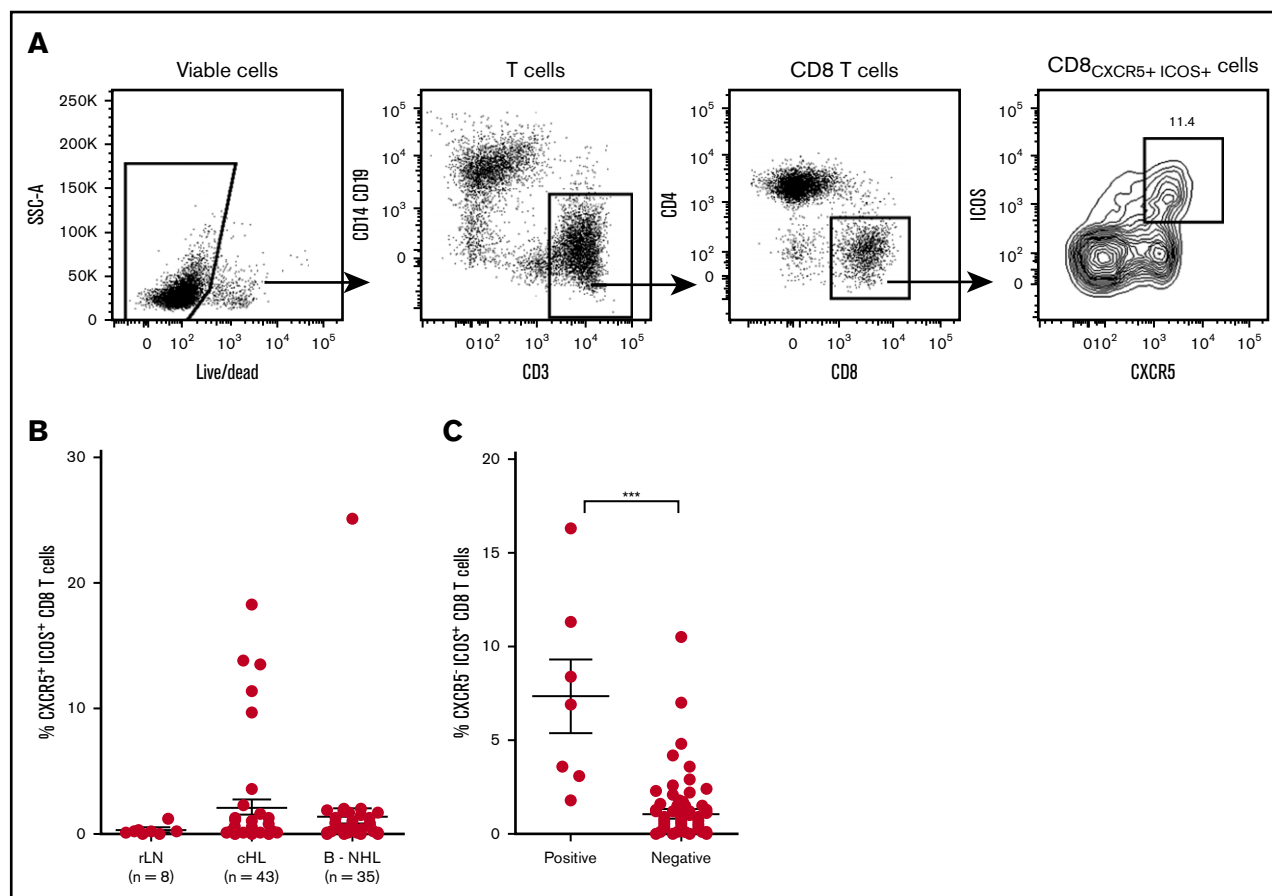 A
Viable cells
250K
200K
150K
100K
50K
0
SSC-A
0 10² 10³ 10⁴ 10⁵
Live/dead
T cells
10⁵
10⁴
10³
0
CD14 CD19
010² 10³ 10⁴ 10⁵
CD3
CD8 T cells
10⁵
10⁴
10³
10²
0
CD4
0 10² 10³ 10⁴ 10⁵
CD8
CD8CXCR5+ ICOS+ cells
11.4
10⁵
10⁴
10³
10²
0
ICOS
010² 10³ 10⁴ 10⁵
CXCR5
B
30
20
10
0
% CXCR5⁺ ICOS⁺ CD8 T cells
rLN cHL B - NHL
(n = 8) (n = 43) (n = 35)
C
20
15
10
5
0
% CXCR5⁻ ICOS⁺ CD8 T cells
***
Positive Negative